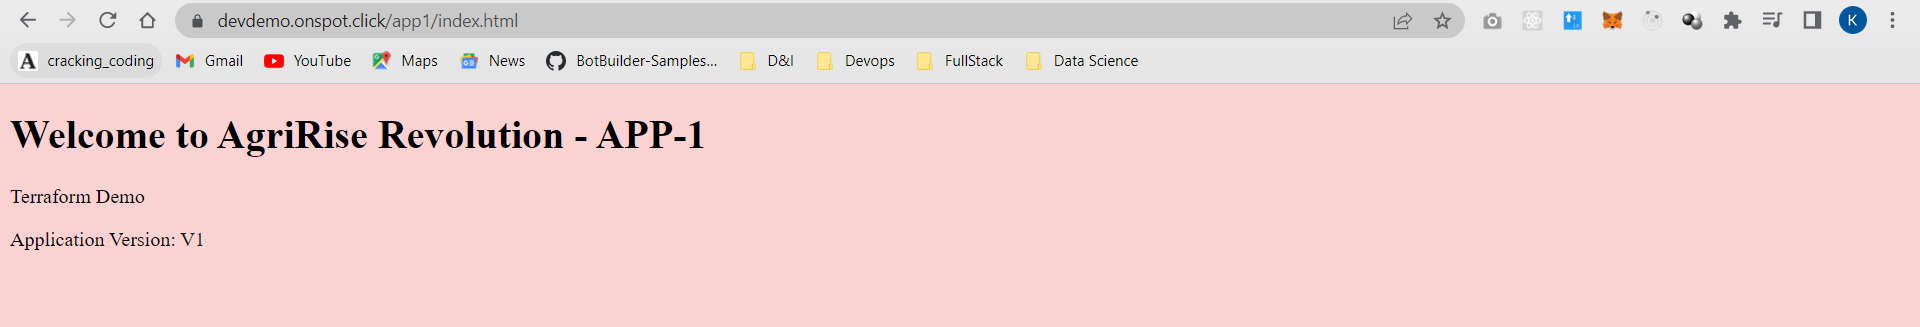 devdemo.onspot.click/app1/index.html
K
A cracking_coding Gmail YouTube Maps News BotBuilder-Samples... D&I Devops FullStack Data Science
Welcome to AgriRise Revolution - APP-1
Terraform Demo
Application Version: V1